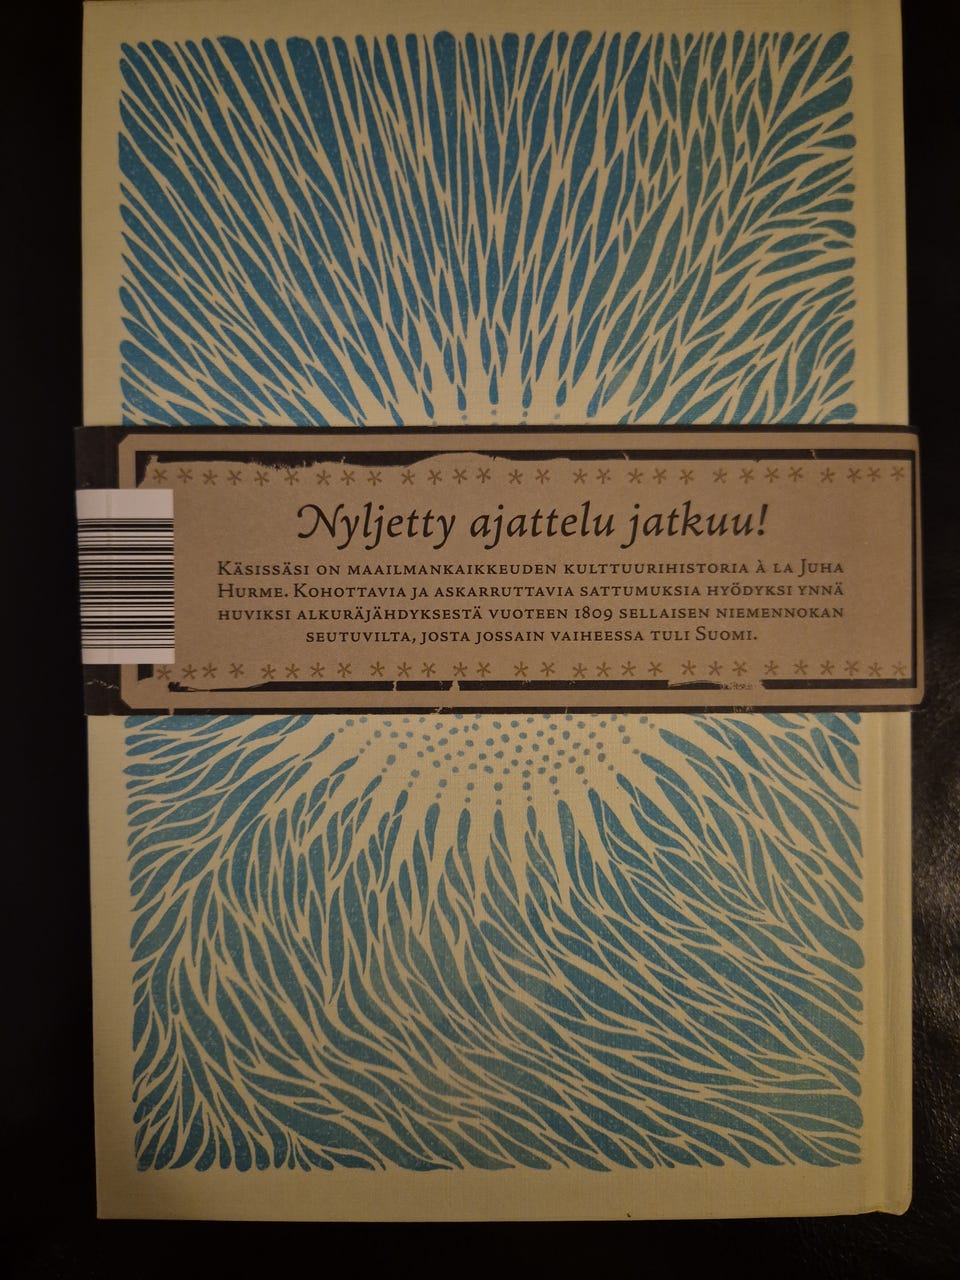 Nyljetty ajattelu jatkuu!
Käsissäsi on maailmankaikkeuden kulttuurihistoria à la Juha
Hurme. Kohottavia ja askarruttavia sattumuksia hyödyksi ynnä
huviksi alkuräjähdyksestä vuoteen 1809 sellaisen niemennokan
seutuvilta, josta jossain vaiheessa tuli Suomi.